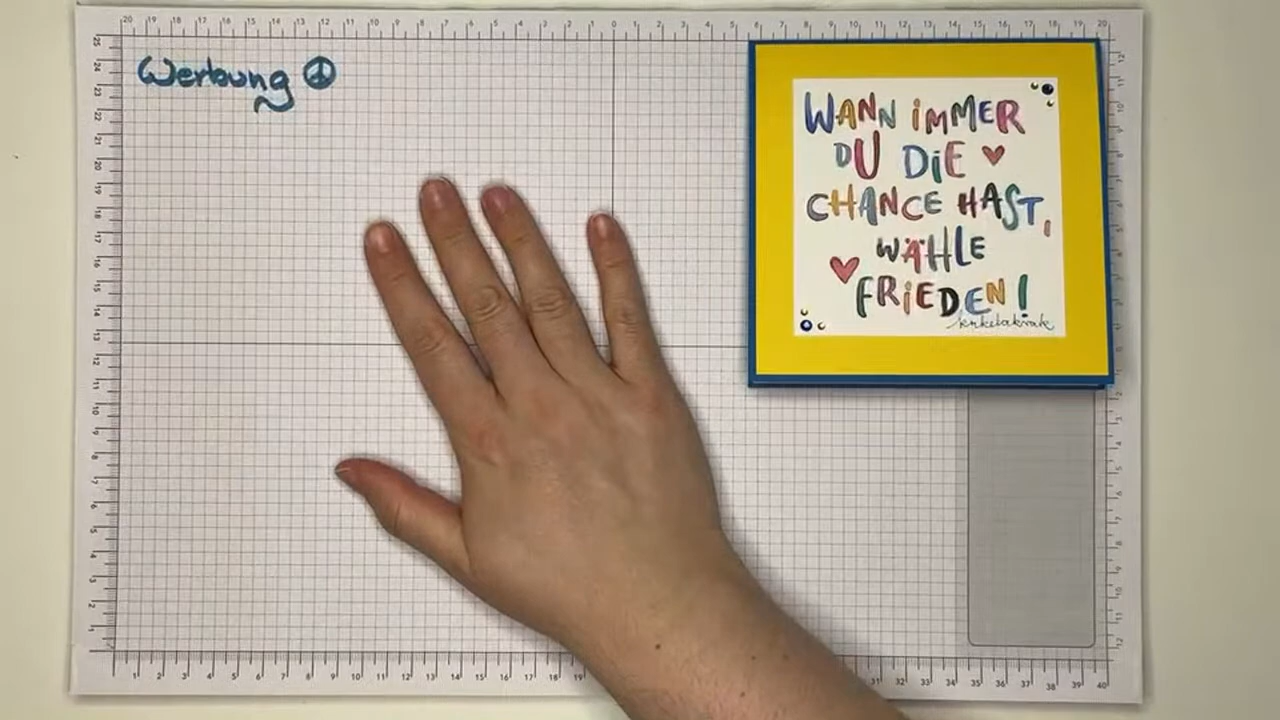 Werbung
WANN iMMER
DU DiE
CHANCE HAST,
WÄHLE
FRiEDEN!